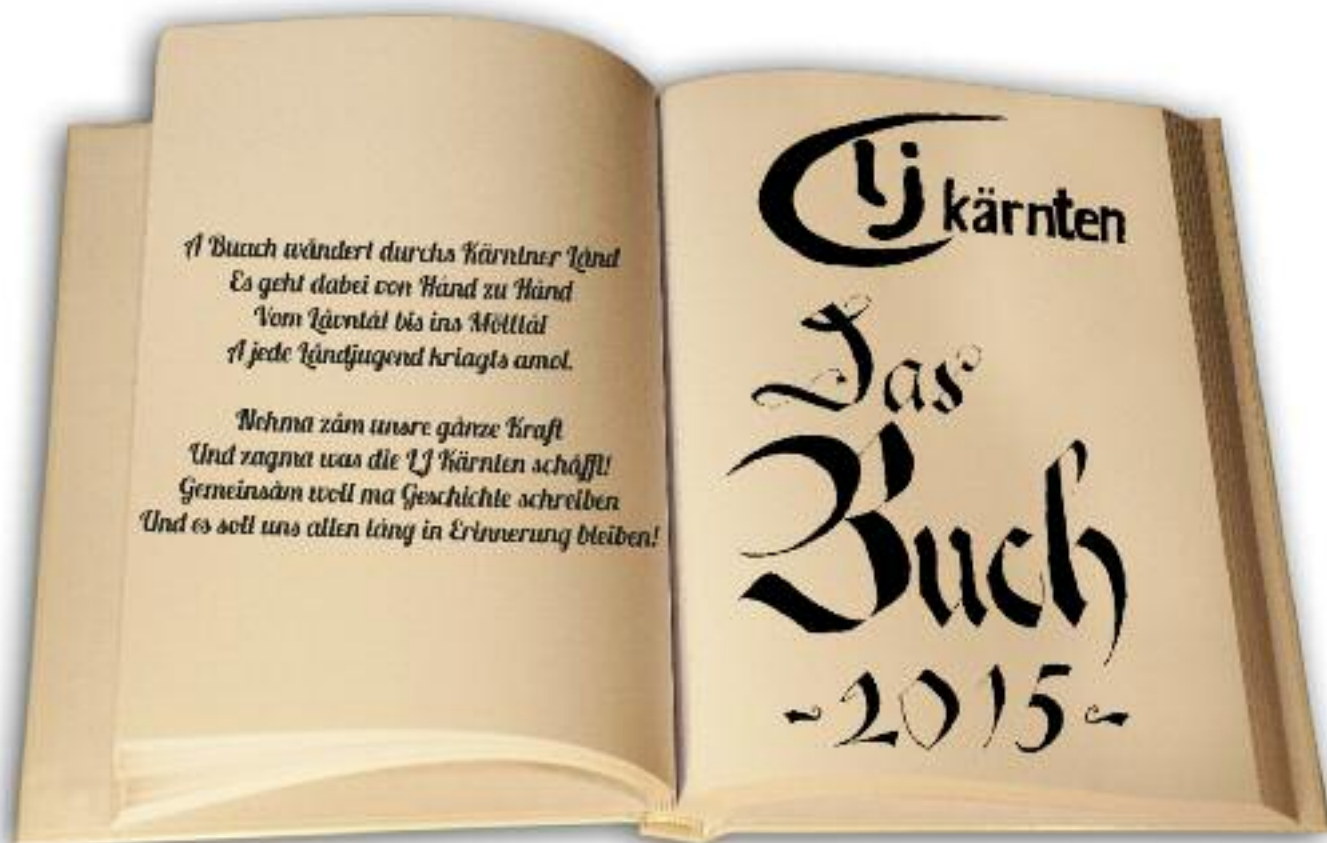 A Buuch wåndert durchs Kärntner Lånd
Es geht dabei von Hånd zu Hånd
Vom Låvntål bis ins Mölltål
A jede Låndjugend kriagts amol.
Nehma zåm unsre gånze Kraft
Und zagma was die LJ Kärnten schåfft!
Gemeinsåm woll ma Geschichte schreiben
Und es soll uns allen lång in Erinnerung bleiben!
lj kärnten
Das
Buch
-2015-